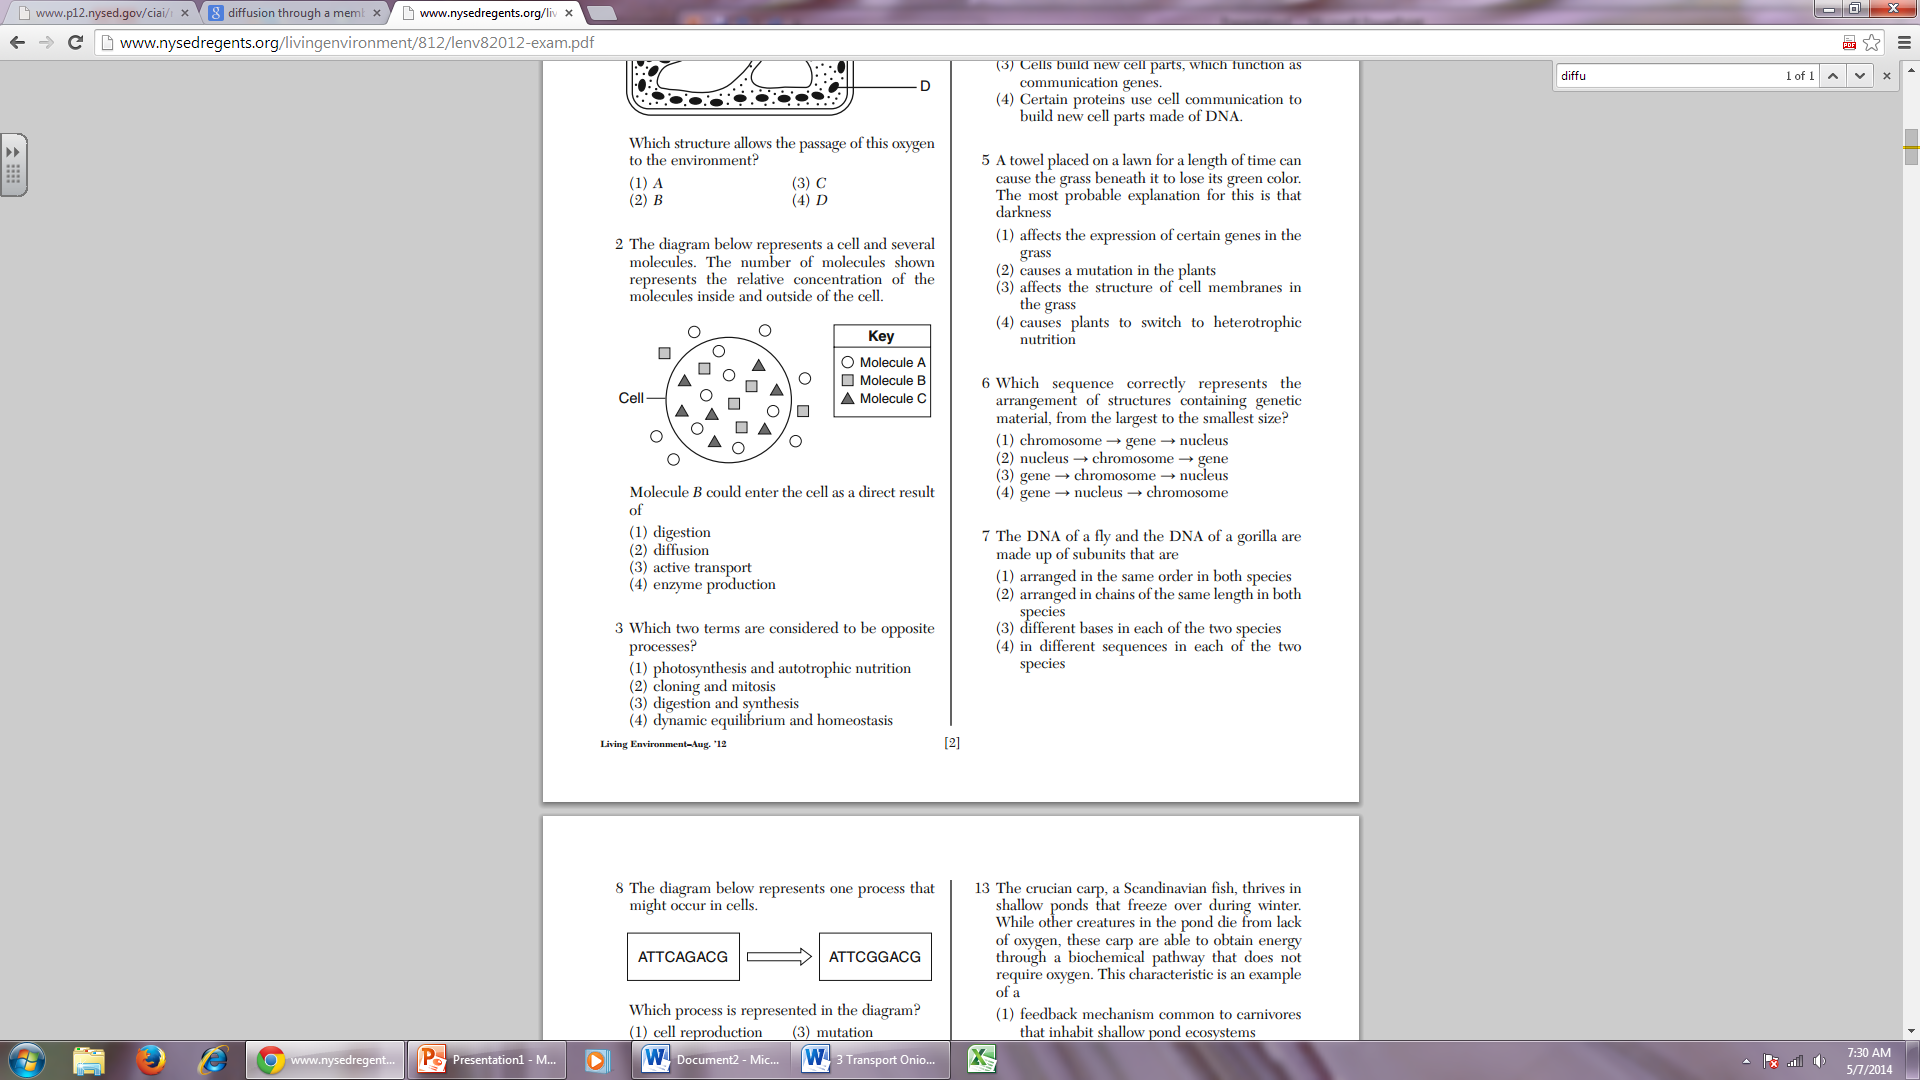 www.p12.nysed.gov/ciai/
diffusion through a mem
www.nysedregents.org/liv
www.nysedregents.org/livingenvironment/812/lenv82012-exam.pdf
diffu
1 of 1
D
Which structure allows the passage of this oxygen
to the environment?
(1) A (3) C
(2) B (4) D
2 The diagram below represents a cell and several
molecules. The number of molecules shown
represents the relative concentration of the
molecules inside and outside of the cell.
Key
Molecule A
Molecule B
Molecule C
Cell
Molecule B could enter the cell as a direct result
of
(1) digestion
(2) diffusion
(3) active transport
(4) enzyme production
3 Which two terms are considered to be opposite
processes?
(1) photosynthesis and autotrophic nutrition
(2) cloning and mitosis
(3) digestion and synthesis
(4) dynamic equilibrium and homeostasis
(3) Cells build new cell parts, which function as
communication genes.
(4) Certain proteins use cell communication to
build new cell parts made of DNA.
5 A towel placed on a lawn for a length of time can
cause the grass beneath it to lose its green color.
The most probable explanation for this is that
darkness
(1) affects the expression of certain genes in the
grass
(2) causes a mutation in the plants
(3) affects the structure of cell membranes in
the grass
(4) causes plants to switch to heterotrophic
nutrition
6 Which sequence correctly represents the
arrangement of structures containing genetic
material, from the largest to the smallest size?
(1) chromosome → gene → nucleus
(2) nucleus → chromosome → gene
(3) gene → chromosome → nucleus
(4) gene → nucleus → chromosome
7 The DNA of a fly and the DNA of a gorilla are
made up of subunits that are
(1) arranged in the same order in both species
(2) arranged in chains of the same length in both
species
(3) different bases in each of the two species
(4) in different sequences in each of the two
species
Living Environment–Aug. '12
[2]
8 The diagram below represents one process that
might occur in cells.
ATTCAGACG
ATTCGGACG
Which process is represented in the diagram?
(1) cell reproduction (3) mutation
13 The crucian carp, a Scandinavian fish, thrives in
shallow ponds that freeze over during winter.
While other creatures in the pond die from lack
of oxygen, these carp are able to obtain energy
through a biochemical pathway that does not
require oxygen. This characteristic is an example
of a
(1) feedback mechanism common to carnivores
that inhabit shallow pond ecosystems
www.nysedregent...
Presentation1 - M...
Document2 - Mic...
3 Transport Onio...
7:30 AM
5/7/2014